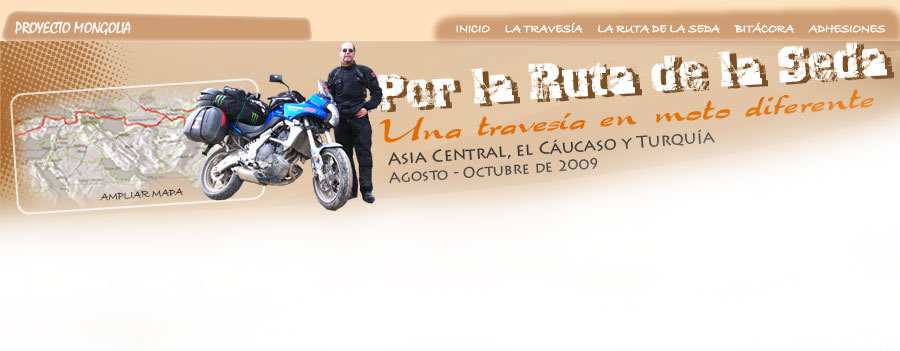 PROYECTO MONGOLIA
INICIO LA TRAVESÍA LA RUTA DE LA SEDA BITÁCORA ADHESIONES
Por la Ruta de la Seda
Una travesía en moto diferente
ASIA CENTRAL, EL CÁUCASO Y TURQUÍA
AGOSTO - OCTUBRE DE 2009
AMPLIAR MAPA